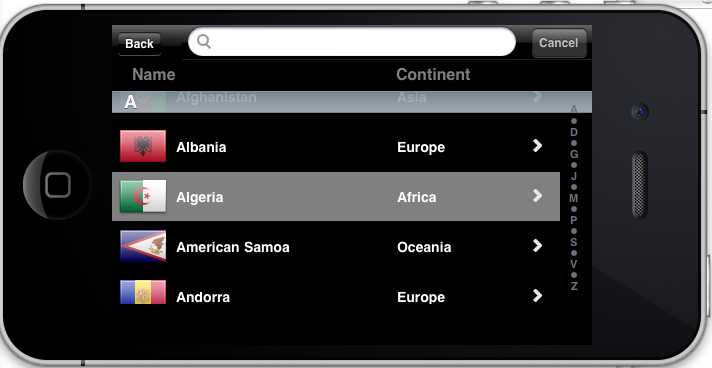 Back
Cancel
Name Continent
A
Afghanistan Asia
Albania Europe
Algeria Africa
American Samoa Oceania
Andorra Europe
A
D
G
J
M
P
S
V
Z